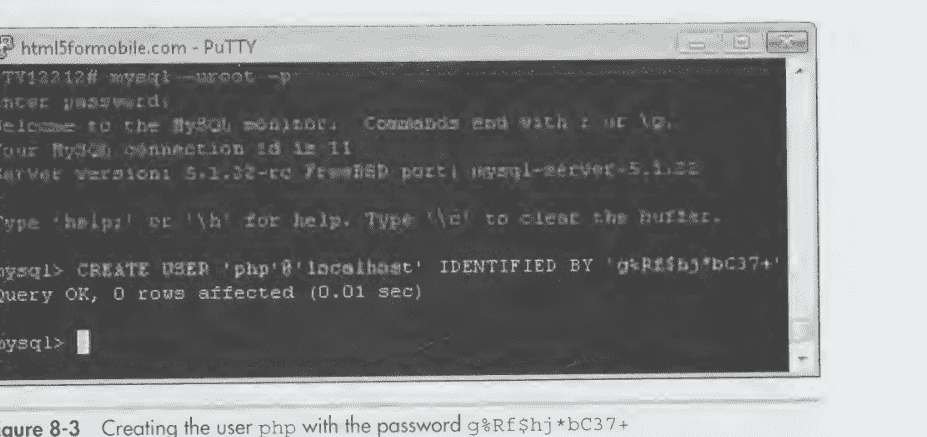 html5formobile.com - PuTTY
TV12212# mysql -uroot -p
nter password:
elcome to the MySQL monitor. Commands end with ; or \g.
our MySQL connection id is 11
erver version: 5.1.32-rc FreeBSD port: mysql-server-5.1.32
Type 'help;' or '\h' for help. Type '\c' to clear the buffer.
mysql> CREATE USER 'php'@'localhost' IDENTIFIED BY 'g%Rf$hj*bC37+'
Query OK, 0 rows affected (0.01 sec)
mysql>
igure 8-3 Creating the user php with the password g%Rf$hj*bC37+